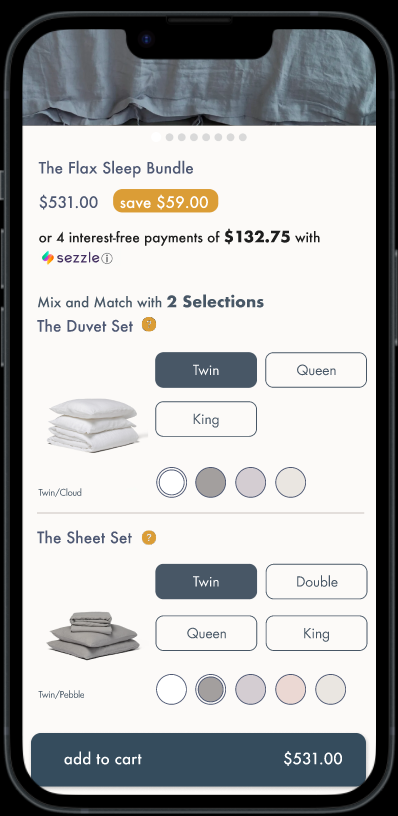 The Flax Sleep Bundle
$531.00 save $59.00
or 4 interest-free payments of $132.75 with
sezzle ⓘ
Mix and Match with 2 Selections
The Duvet Set ?
Twin Queen
King
Twin/Cloud
The Sheet Set ?
Twin Double
Queen King
Twin/Pebble
add to cart $531.00